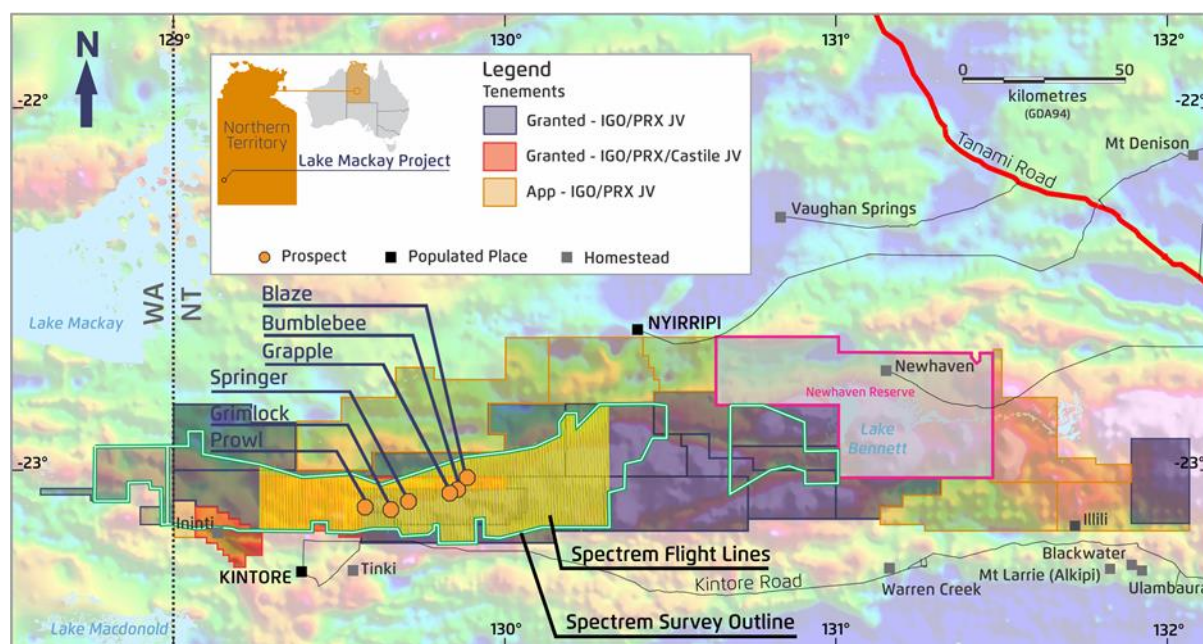 129°
130°
131°
132°
N
-22°
-22°
Legend
Tenements
Granted - IGO/PRX JV
Granted - IGO/PRX/Castile JV
App - IGO/PRX JV
Northern
Territory
Lake Mackay Project
Prospect
Populated Place
Homestead
0
50
kilometres
(GDA94)
Tanami Road
Mt Denison
Vaughan Springs
WA
NT
Lake Mackay
Blaze
Bumblebee
Grapple
Springer
Grimlock
Prowl
NYIRRIPI
Newhaven
Newhaven Reserve
Lake
Bennett
-23°
-23°
Ininti
KINTORE
Tinki
Spectrem Flight Lines
Kintore Road
Spectrem Survey Outline
Illili
Blackwater
Mt Larrie (Alkipi)
Ulambaura
Warren Creek
Lake Macdonold
129°
130°
131°
132°